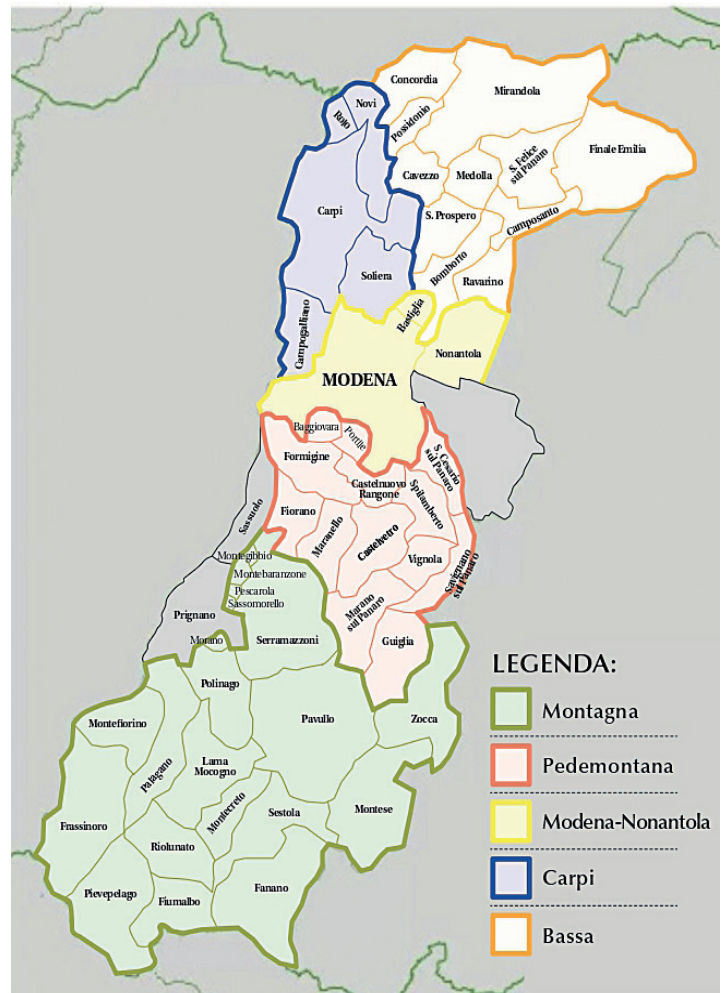 Concordia
Mirandola
Novi
Rolo
Possidonio
S. Felice
sul Panaro
Finale Emilia
Cavezzo
Medolla
Carpi
S. Prospero
Camposanto
Soliera
Bomborto
Ravarino
Bastiglia
Campogalliano
Nonantola
MODENA
Baggiovara
Portile
S. Cesario
sul Panaro
Formigine
Castelnuovo
Rangone
Spilamberto
Sassuolo
Fiorano
Maranello
Castelvetro
Vignola
Savignano
sul Panaro
Montegibbio
Montebaranzone
Pescarola
Sassomorello
Marano
sul Panaro
Prignano
Serramazzoni
Guiglia
Morano
Polinago
Montefiorino
Pavullo
Zocca
Palagano
Lama
Mocogno
Montecreto
Sestola
Montese
Frassinoro
Riolunato
Pievepelago
Fiumalbo
Fanano
LEGENDA:
Montagna
Pedemontana
Modena-Nonantola
Carpi
Bassa